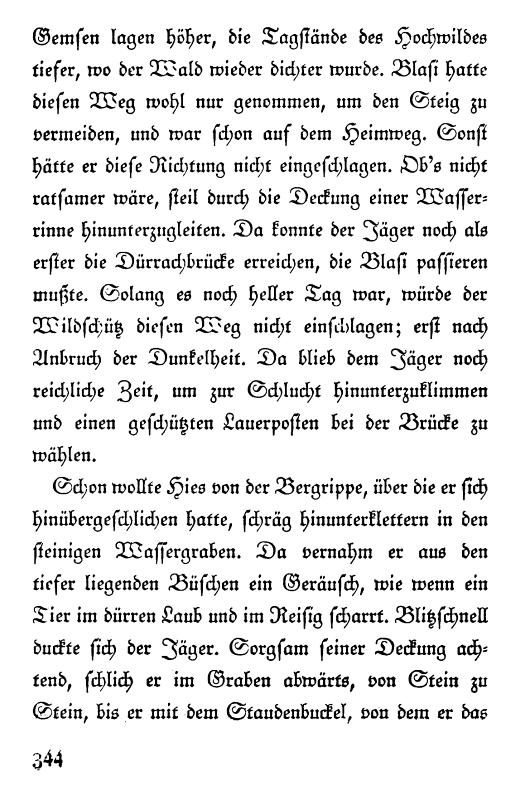 Gemsen lagen höher, die Tagstände des Hochwildes
tiefer, wo der Wald wieder dichter wurde. Blasi hatte
diesen Weg wohl nur genommen, um den Steig zu
vermeiden, und war schon auf dem Heimweg. Sonst
hätte er diese Richtung nicht eingeschlagen. Ob's nicht
ratsamer wäre, steil durch die Deckung einer Wasser-
rinne hinunterzugleiten. Da konnte der Jäger noch als
erster die Dürrachbrücke erreichen, die Blasi passieren
mußte. Solang es noch heller Tag war, würde der
Wildschütz diesen Weg nicht einschlagen; erst nach
Anbruch der Dunkelheit. Da blieb dem Jäger noch
reichliche Zeit, um zur Schlucht hinunterzuklimmen
und einen geschützten Lauerposten bei der Brücke zu
wählen.
Schon wollte Hies von der Bergrippe, über die er sich
hinübergeschlichen hatte, schräg hinunterklettern in den
steinigen Wassergraben. Da vernahm er aus den
tiefer liegenden Büschen ein Geräusch, wie wenn ein
Tier im dürren Laub und im Reisig scharrt. Blitzschnell
duckte sich der Jäger. Sorgsam seiner Deckung ach-
tend, schlich er im Graben abwärts, von Stein zu
Stein, bis er mit dem Staudenbuckel, von dem er das
344